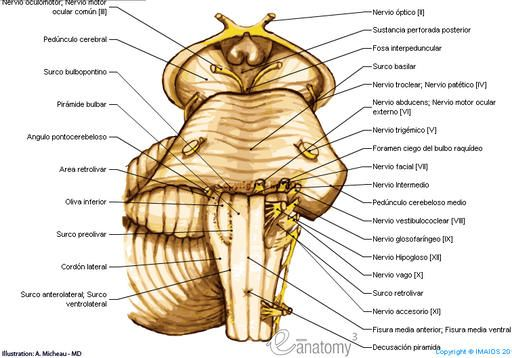 Nervio oculomotor; Nervio motor
ocular común [III]
Pedúnculo cerebral
Surco bulbopontino
Pirámide bulbar
Angulo pontocerebeloso
Area retrolivar
Oliva inferior
Surco preolivar
Cordón lateral
Surco anterolateral; Surco
ventrolateral
Nervio óptico [II]
Sustancia perforada posterior
Fosa interpeduncular
Surco basilar
Nervio troclear; Nervio patético [IV]
Nervio abducens; Nervio motor ocular
externo [VI]
Nervio trigémico [V]
Foramen ciego del bulbo raquídeo
Nervio facial [VII]
Nervio Intermedio
Pedúnculo cerebeloso medio
Nervio vestibulococlear [VIII]
Nervio glosofaríngeo [IX]
Nervio Hipogloso [XII]
Nervio vago [X]
Surco retrolivar
Nervio accesorio [XI]
Fisura media anterior; Fisura media ventral
Decusación piramida
e-anatomy
3
Illustration: A. Micheau - MD
Copyright © IMAIOS 20